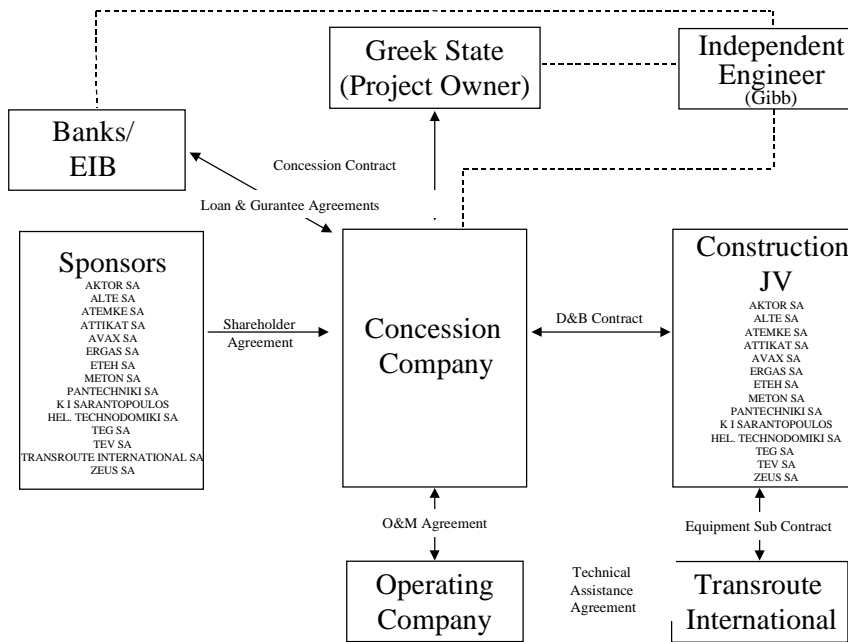 Greek State
(Project Owner)
Independent
Engineer
(Gibb)
Banks/
EIB
Concession Contract
Loan & Gurantee Agreements
Sponsors
AKTOR SA
ALTE SA
ATEMKE SA
ATTIKAT SA
AVAX SA
ERGAS SA
ETEH SA
METON SA
PANTECHNIKI SA
K I SARANTOPOULOS
HEL. TECHNODOMIKI SA
TEG SA
TEV SA
TRANSROUTE INTERNATIONAL SA
ZEUS SA
Shareholder
Agreement
Concession
Company
D&B Contract
Construction
JV
AKTOR SA
ALTE SA
ATEMKE SA
ATTIKAT SA
AVAX SA
ERGAS SA
ETEH SA
METON SA
PANTECHNIKI SA
K I SARANTOPOULOS
HEL. TECHNODOMIKI SA
TEG SA
TEV SA
ZEUS SA
O&M Agreement
Equipment Sub Contract
Operating
Company
Technical
Assistance
Agreement
Transroute
International